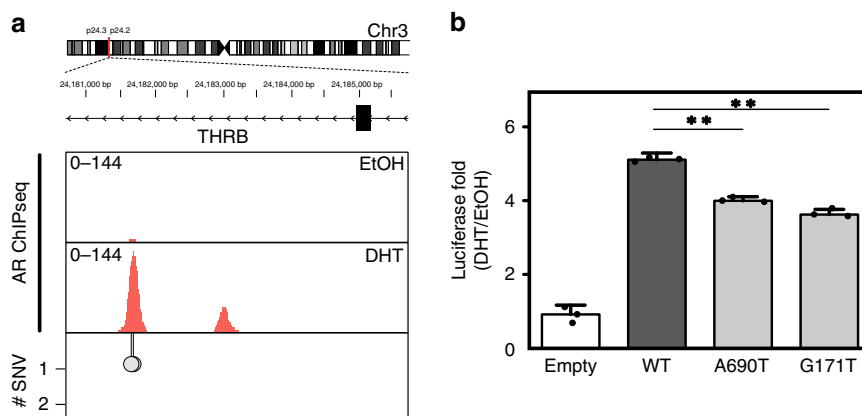 a
Chr3
p24.3 p24.2
24,181,000 bp 24,182,000 bp 24,183,000 bp 24,184,000 bp 24,185,000 bp
THRB
AR ChIPseq
0–144 EtOH
0–144 DHT
# SNV
1
2
b
Luciferase fold
(DHT/EtOH)
6
4
2
0
** **
Empty WT A690T G171T